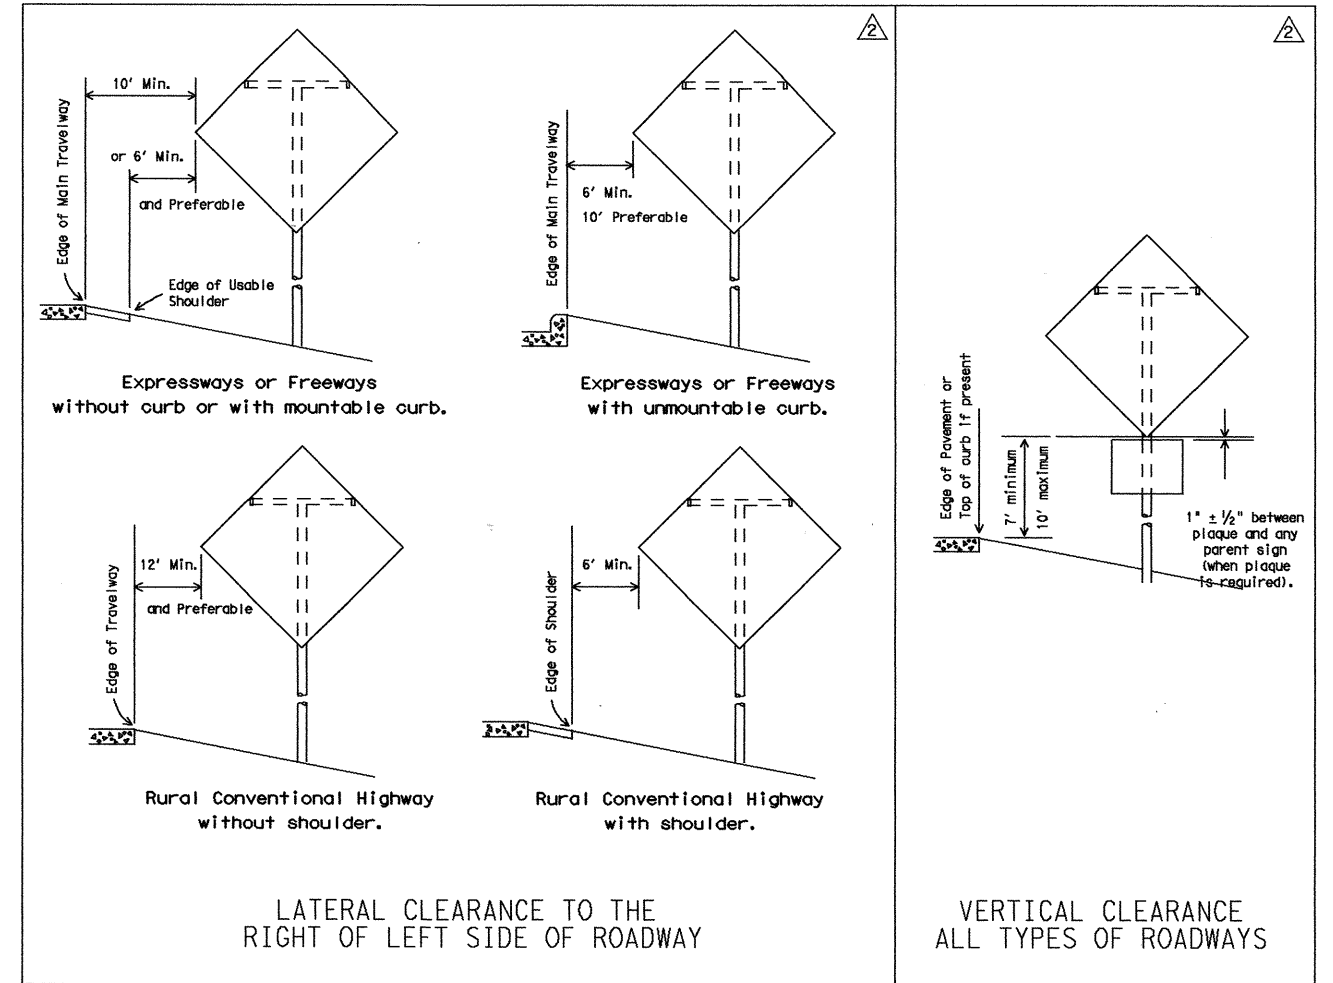 2
10' Min.
or 6' Min.
and Preferable
Edge of Main Travelway
Edge of Usable
Shoulder
Expressways or Freeways
without curb or with mountable curb.
Edge of Main Travelway
6' Min.
10' Preferable
Expressways or Freeways
with unmountable curb.
12' Min.
and Preferable
Edge of Travelway
Rural Conventional Highway
without shoulder.
6' Min.
Edge of Shoulder
Rural Conventional Highway
with shoulder.
LATERAL CLEARANCE TO THE
RIGHT OF LEFT SIDE OF ROADWAY
2
Edge of Pavement or
Top of curb if present
7' minimum
10' maximum
1" ± 1/2" between
plaque and any
parent sign
(when plaque
is required).
VERTICAL CLEARANCE
ALL TYPES OF ROADWAYS